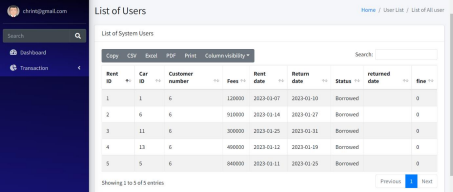 chrint@gmail.com
List of Users
Home / User List / List of All user
Search
Dashboard
Transaction
List of System Users
Copy CSV Excel PDF Print Column visibility
Search:
Rent ID Car ID Customer number Fees Rent date Return date Status returned date fine
1 1 6 120000 2023-01-07 2023-01-10 Borrowed 0
2 6 6 910000 2023-01-14 2023-01-27 Borrowed 0
3 11 6 300000 2023-01-25 2023-01-31 Borrowed 0
4 13 6 490000 2023-01-12 2023-01-19 Borrowed 0
5 5 6 840000 2023-01-11 2023-01-25 Borrowed 0
Showing 1 to 5 of 5 entries
Previous 1 Next